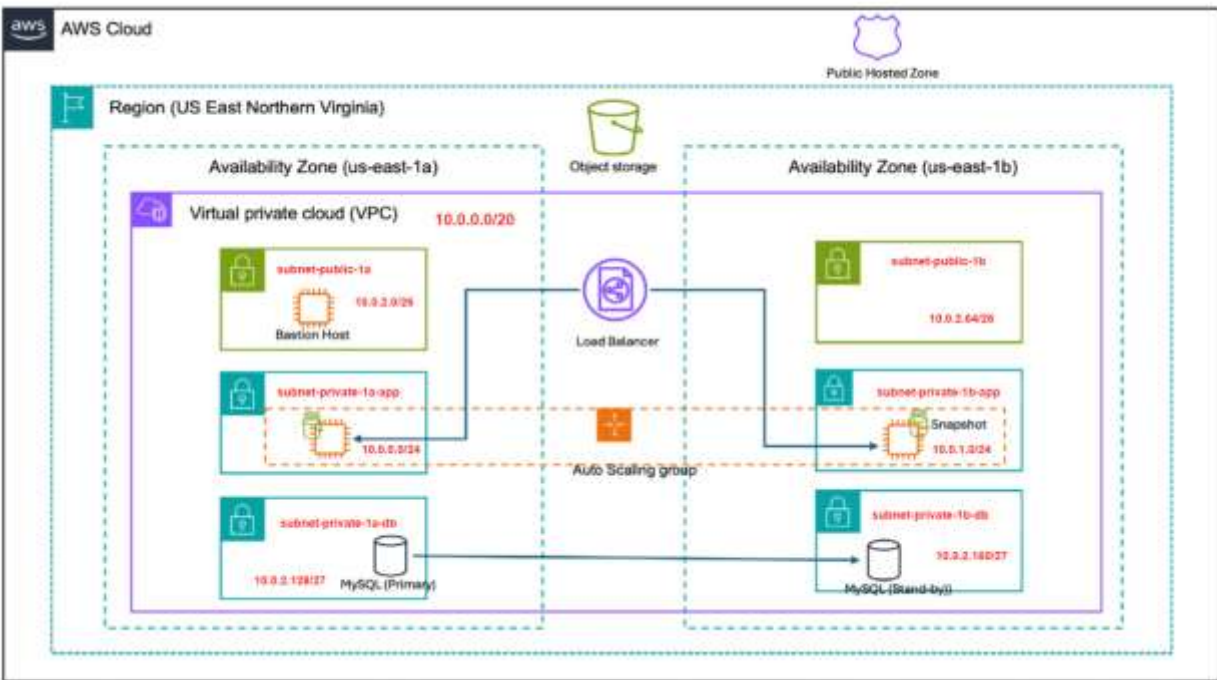 aws
AWS Cloud
Public Hosted Zone
Region (US East Northern Virginia)
Object storage
Availability Zone (us-east-1a)
Availability Zone (us-east-1b)
Virtual private cloud (VPC)
10.0.0.0/20
subnet-public-1a
10.0.2.0/26
Bastion Host
subnet-public-1b
10.0.2.64/26
Load Balancer
subnet-private-1a-app
10.0.0.0/24
subnet-private-1b-app
Snapshot
10.0.1.0/24
Auto Scaling group
subnet-private-1a-db
10.0.2.128/27
MySQL (Primary)
subnet-private-1b-db
10.0.2.160/27
MySQL (Stand-by))